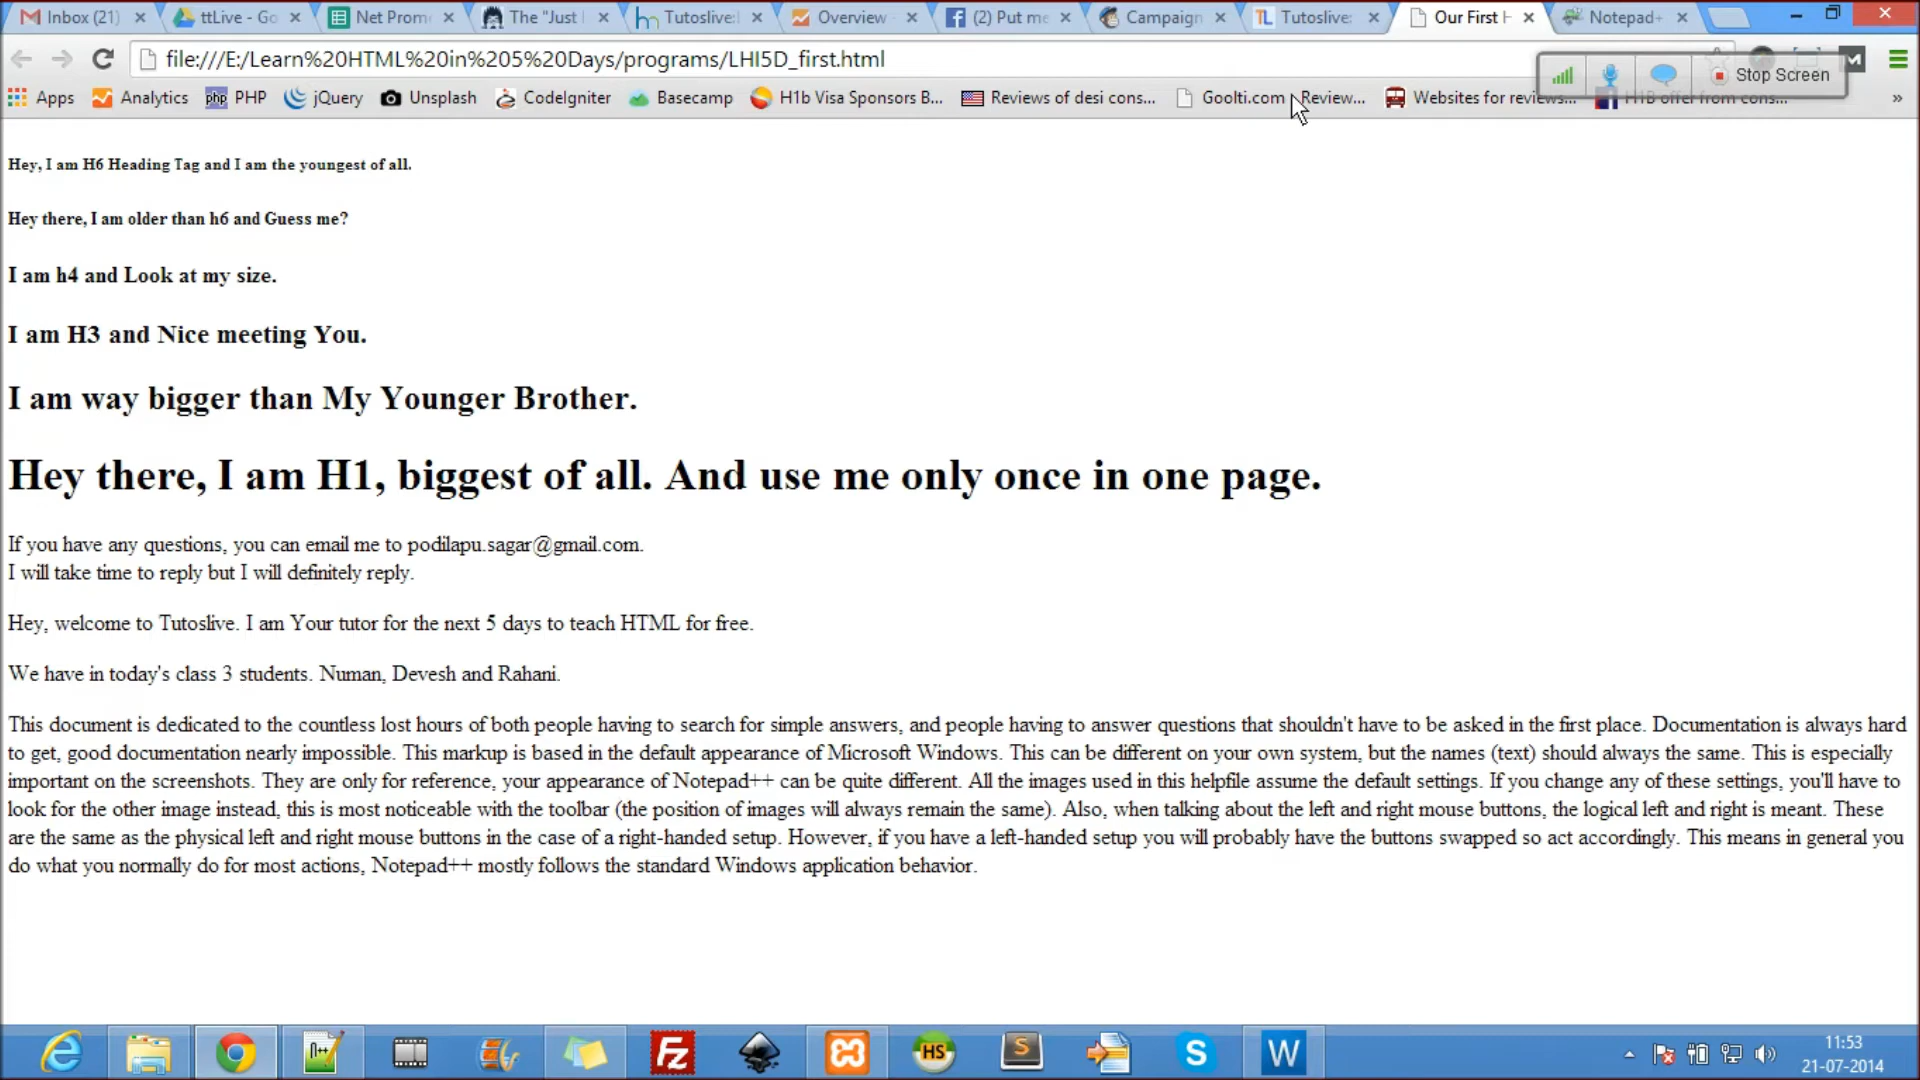 Inbox (21)
ttLive - Go
Net Prom
The "Just
Tutoslive:
Overview
(2) Put me
Campaign
Tutoslive:
Our First H
Notepad+
file:///E:/Learn%20HTML%20in%205%20Days/programs/LHI5D_first.html
Stop Screen
Apps Analytics php PHP jQuery Unsplash CodeIgniter Basecamp H1b Visa Sponsors B... Reviews of desi cons... Goolti.com Review... Websites for reviews... H1B offer from cons... »
Hey, I am H6 Heading Tag and I am the youngest of all.
Hey there, I am older than h6 and Guess me?
I am h4 and Look at my size.
I am H3 and Nice meeting You.
I am way bigger than My Younger Brother.
Hey there, I am H1, biggest of all. And use me only once in one page.
If you have any questions, you can email me to podilapu.sagar@gmail.com.
I will take time to reply but I will definitely reply.
Hey, welcome to Tutoslive. I am Your tutor for the next 5 days to teach HTML for free.
We have in today's class 3 students. Numan, Devesh and Rahani.
This document is dedicated to the countless lost hours of both people having to search for simple answers, and people having to answer questions that shouldn't have to be asked in the first place. Documentation is always hard
to get, good documentation nearly impossible. This markup is based in the default appearance of Microsoft Windows. This can be different on your own system, but the names (text) should always the same. This is especially
important on the screenshots. They are only for reference, your appearance of Notepad++ can be quite different. All the images used in this helpfile assume the default settings. If you change any of these settings, you'll have to
look for the other image instead, this is most noticeable with the toolbar (the position of images will always remain the same). Also, when talking about the left and right mouse buttons, the logical left and right is meant. These
are the same as the physical left and right mouse buttons in the case of a right-handed setup. However, if you have a left-handed setup you will probably have the buttons swapped so act accordingly. This means in general you
do what you normally do for most actions, Notepad++ mostly follows the standard Windows application behavior.
11:53
21-07-2014